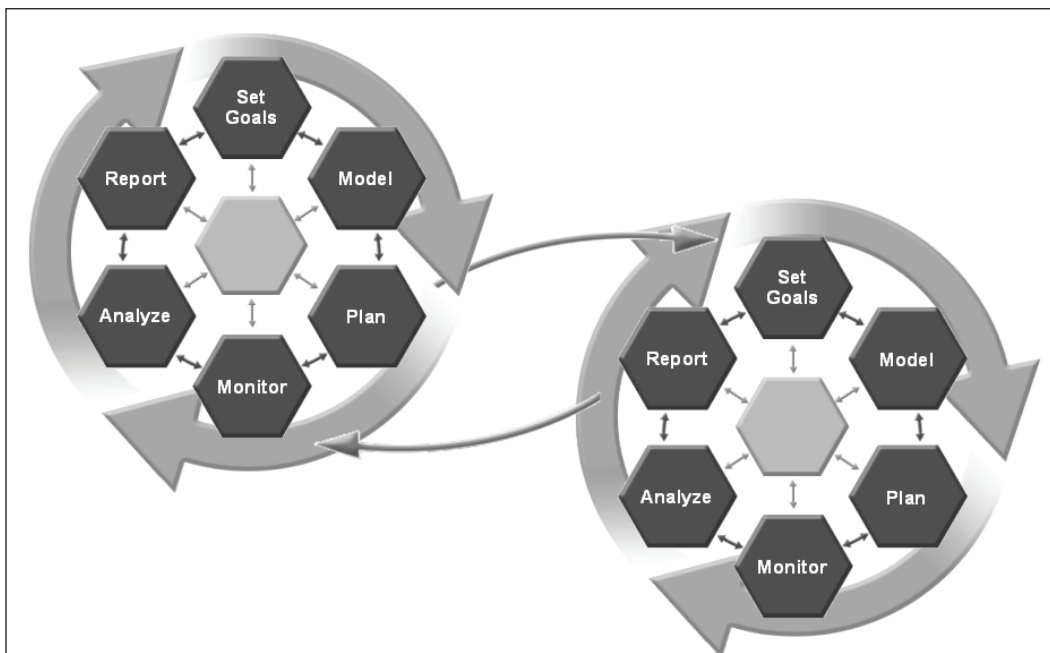 Set
Goals
Report
Model
Analyze
Plan
Monitor
Set
Goals
Report
Model
Analyze
Plan
Monitor